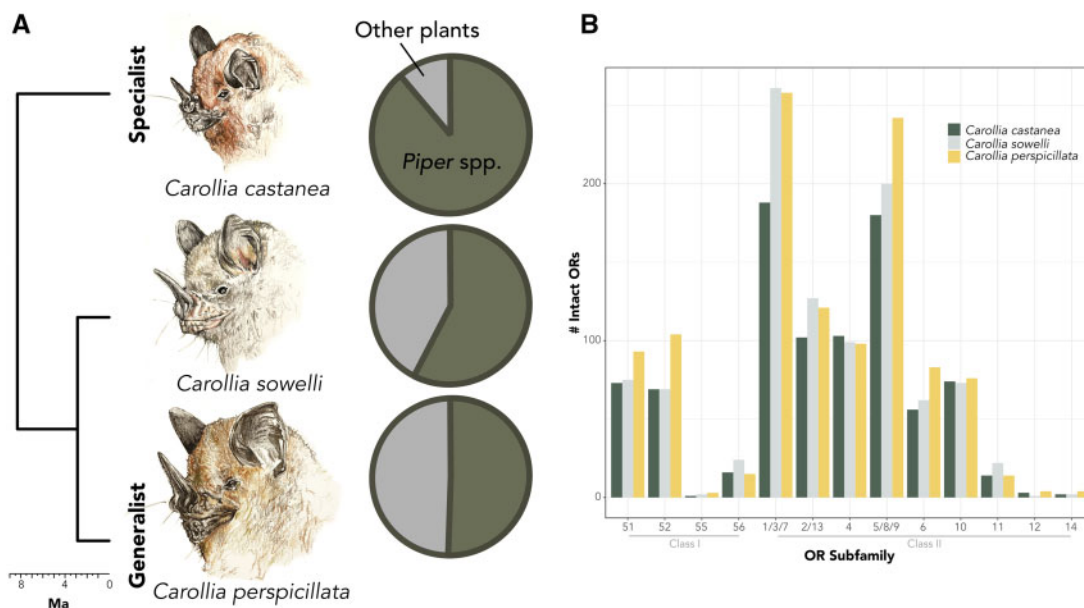 A
Specialist
Other plants
Piper spp.
Carollia castanea
Carollia sowelli
Generalist
Carollia perspicillata
8 4 0
Ma
B
Carollia castanea
Carollia sowelli
Carollia perspicillata
# Intact ORs
200
100
0
51 52 55 56 1/3/7 2/13 4 5/8/9 6 10 11 12 14
Class I Class II
OR Subfamily